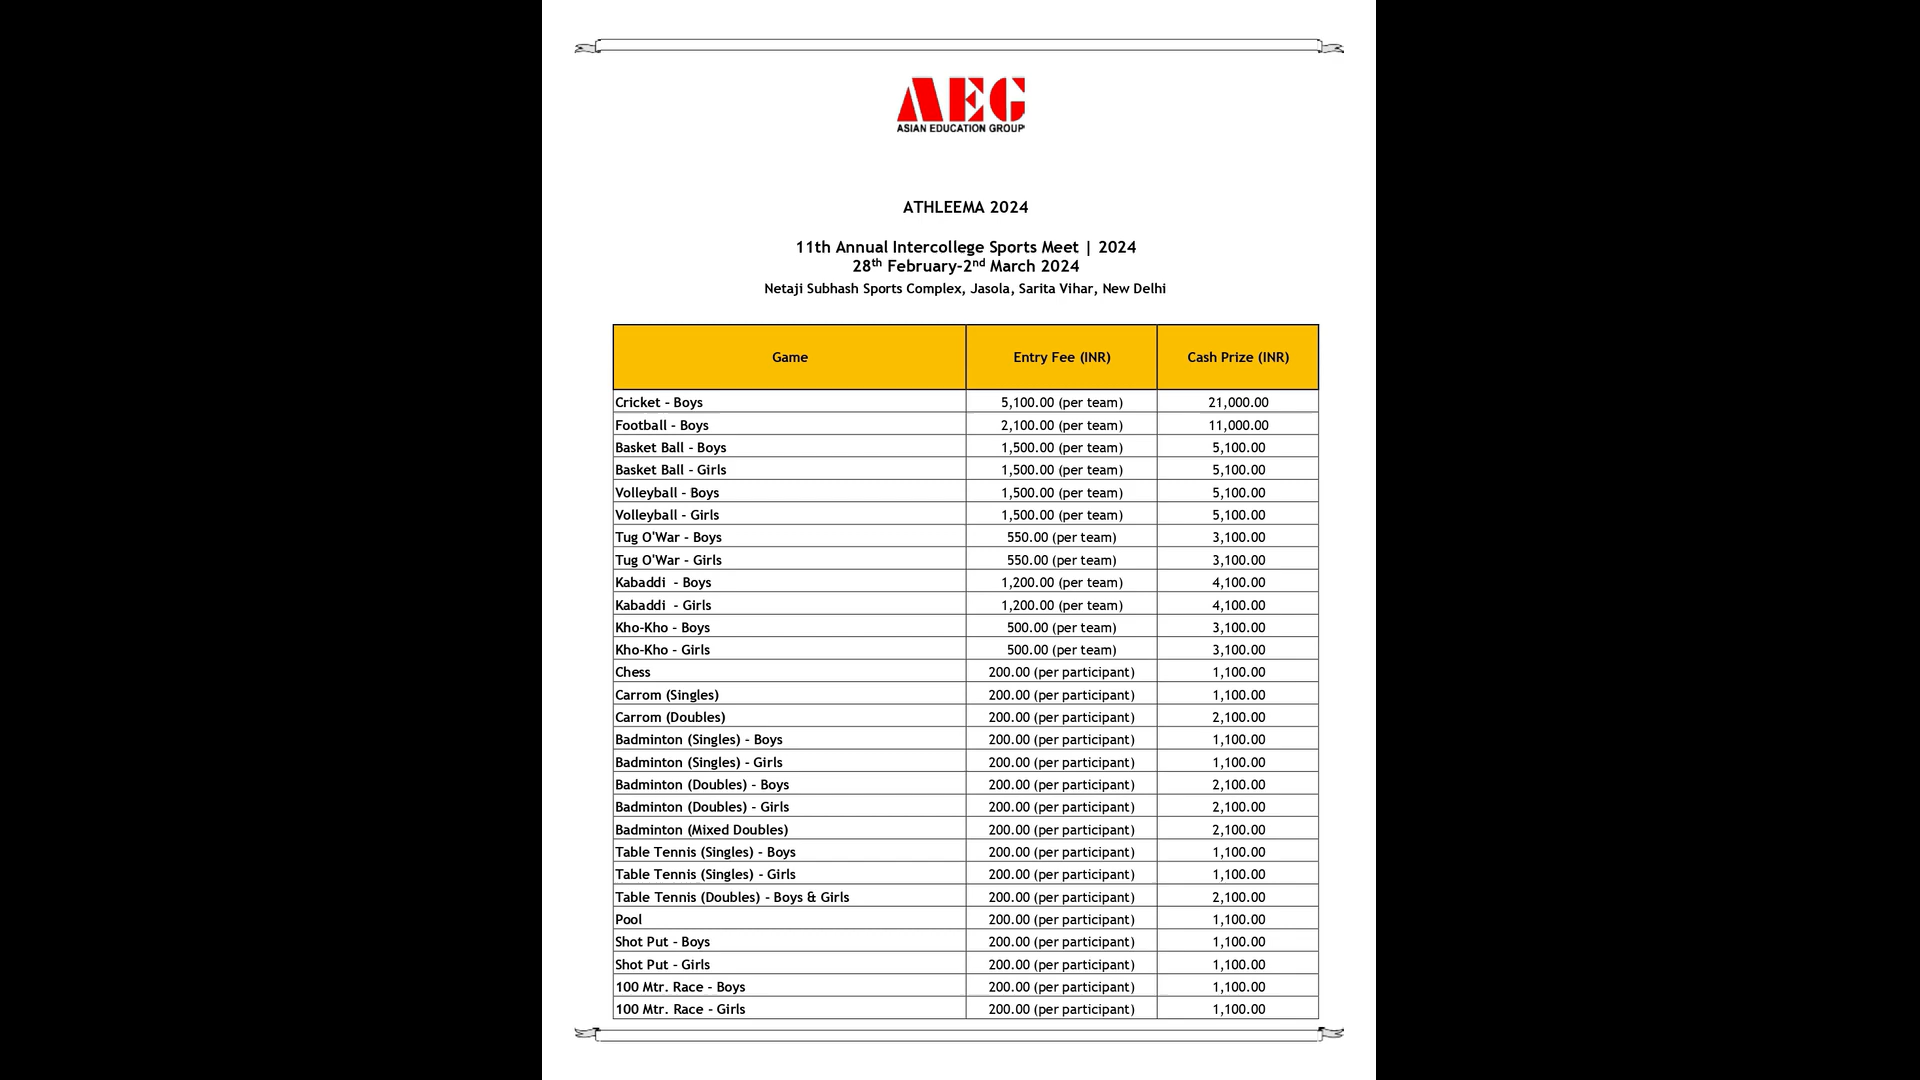 AEG
ASIAN EDUCATION GROUP
ATHLEEMA 2024
11th Annual Intercollege Sports Meet | 2024
28th February-2nd March 2024
Netaji Subhash Sports Complex, Jasola, Sarita Vihar, New Delhi
Game Entry Fee (INR) Cash Prize (INR)
Cricket - Boys 5,100.00 (per team) 21,000.00
Football - Boys 2,100.00 (per team) 11,000.00
Basket Ball - Boys 1,500.00 (per team) 5,100.00
Basket Ball - Girls 1,500.00 (per team) 5,100.00
Volleyball - Boys 1,500.00 (per team) 5,100.00
Volleyball - Girls 1,500.00 (per team) 5,100.00
Tug O'War - Boys 550.00 (per team) 3,100.00
Tug O'War - Girls 550.00 (per team) 3,100.00
Kabaddi - Boys 1,200.00 (per team) 4,100.00
Kabaddi - Girls 1,200.00 (per team) 4,100.00
Kho-Kho - Boys 500.00 (per team) 3,100.00
Kho-Kho - Girls 500.00 (per team) 3,100.00
Chess 200.00 (per participant) 1,100.00
Carrom (Singles) 200.00 (per participant) 1,100.00
Carrom (Doubles) 200.00 (per participant) 2,100.00
Badminton (Singles) - Boys 200.00 (per participant) 1,100.00
Badminton (Singles) - Girls 200.00 (per participant) 1,100.00
Badminton (Doubles) - Boys 200.00 (per participant) 2,100.00
Badminton (Doubles) - Girls 200.00 (per participant) 2,100.00
Badminton (Mixed Doubles) 200.00 (per participant) 2,100.00
Table Tennis (Singles) - Boys 200.00 (per participant) 1,100.00
Table Tennis (Singles) - Girls 200.00 (per participant) 1,100.00
Table Tennis (Doubles) - Boys & Girls 200.00 (per participant) 2,100.00
Pool 200.00 (per participant) 1,100.00
Shot Put - Boys 200.00 (per participant) 1,100.00
Shot Put - Girls 200.00 (per participant) 1,100.00
100 Mtr. Race - Boys 200.00 (per participant) 1,100.00
100 Mtr. Race - Girls 200.00 (per participant) 1,100.00